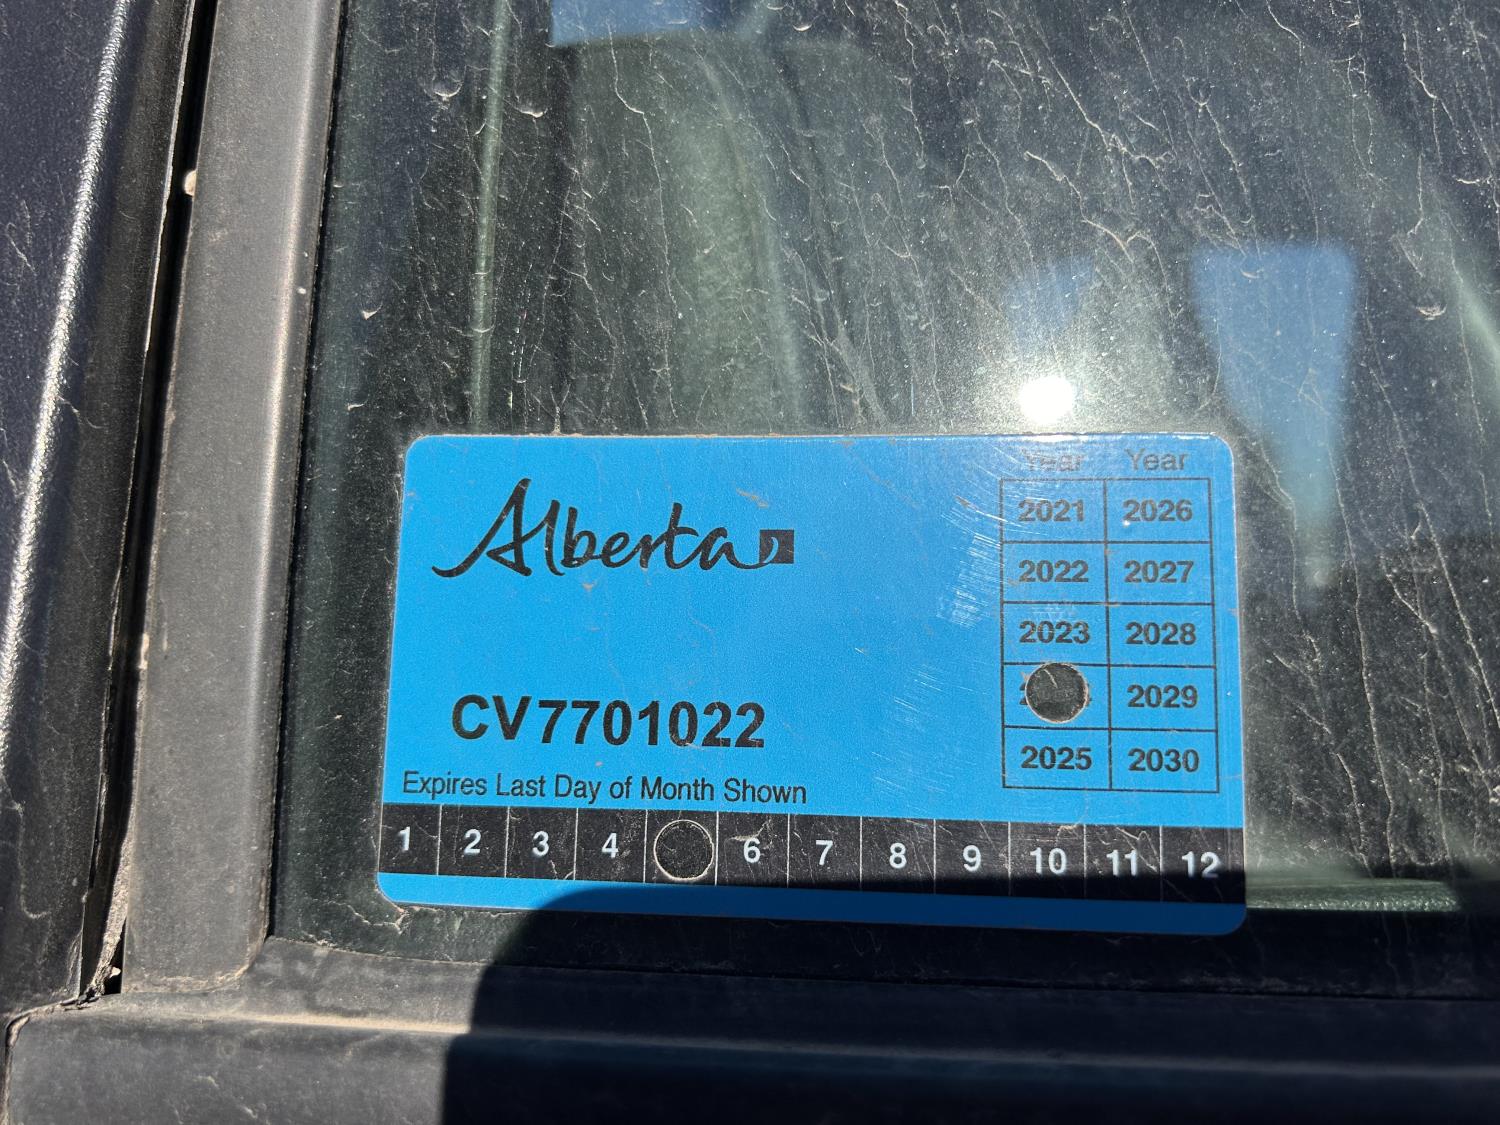 Alberta
Year Year
2021 2026
2022 2027
2023 2028
2029
2025 2030
CV7701022
Expires Last Day of Month Shown
1 2 3 4 6 7 8 9 10 11 12